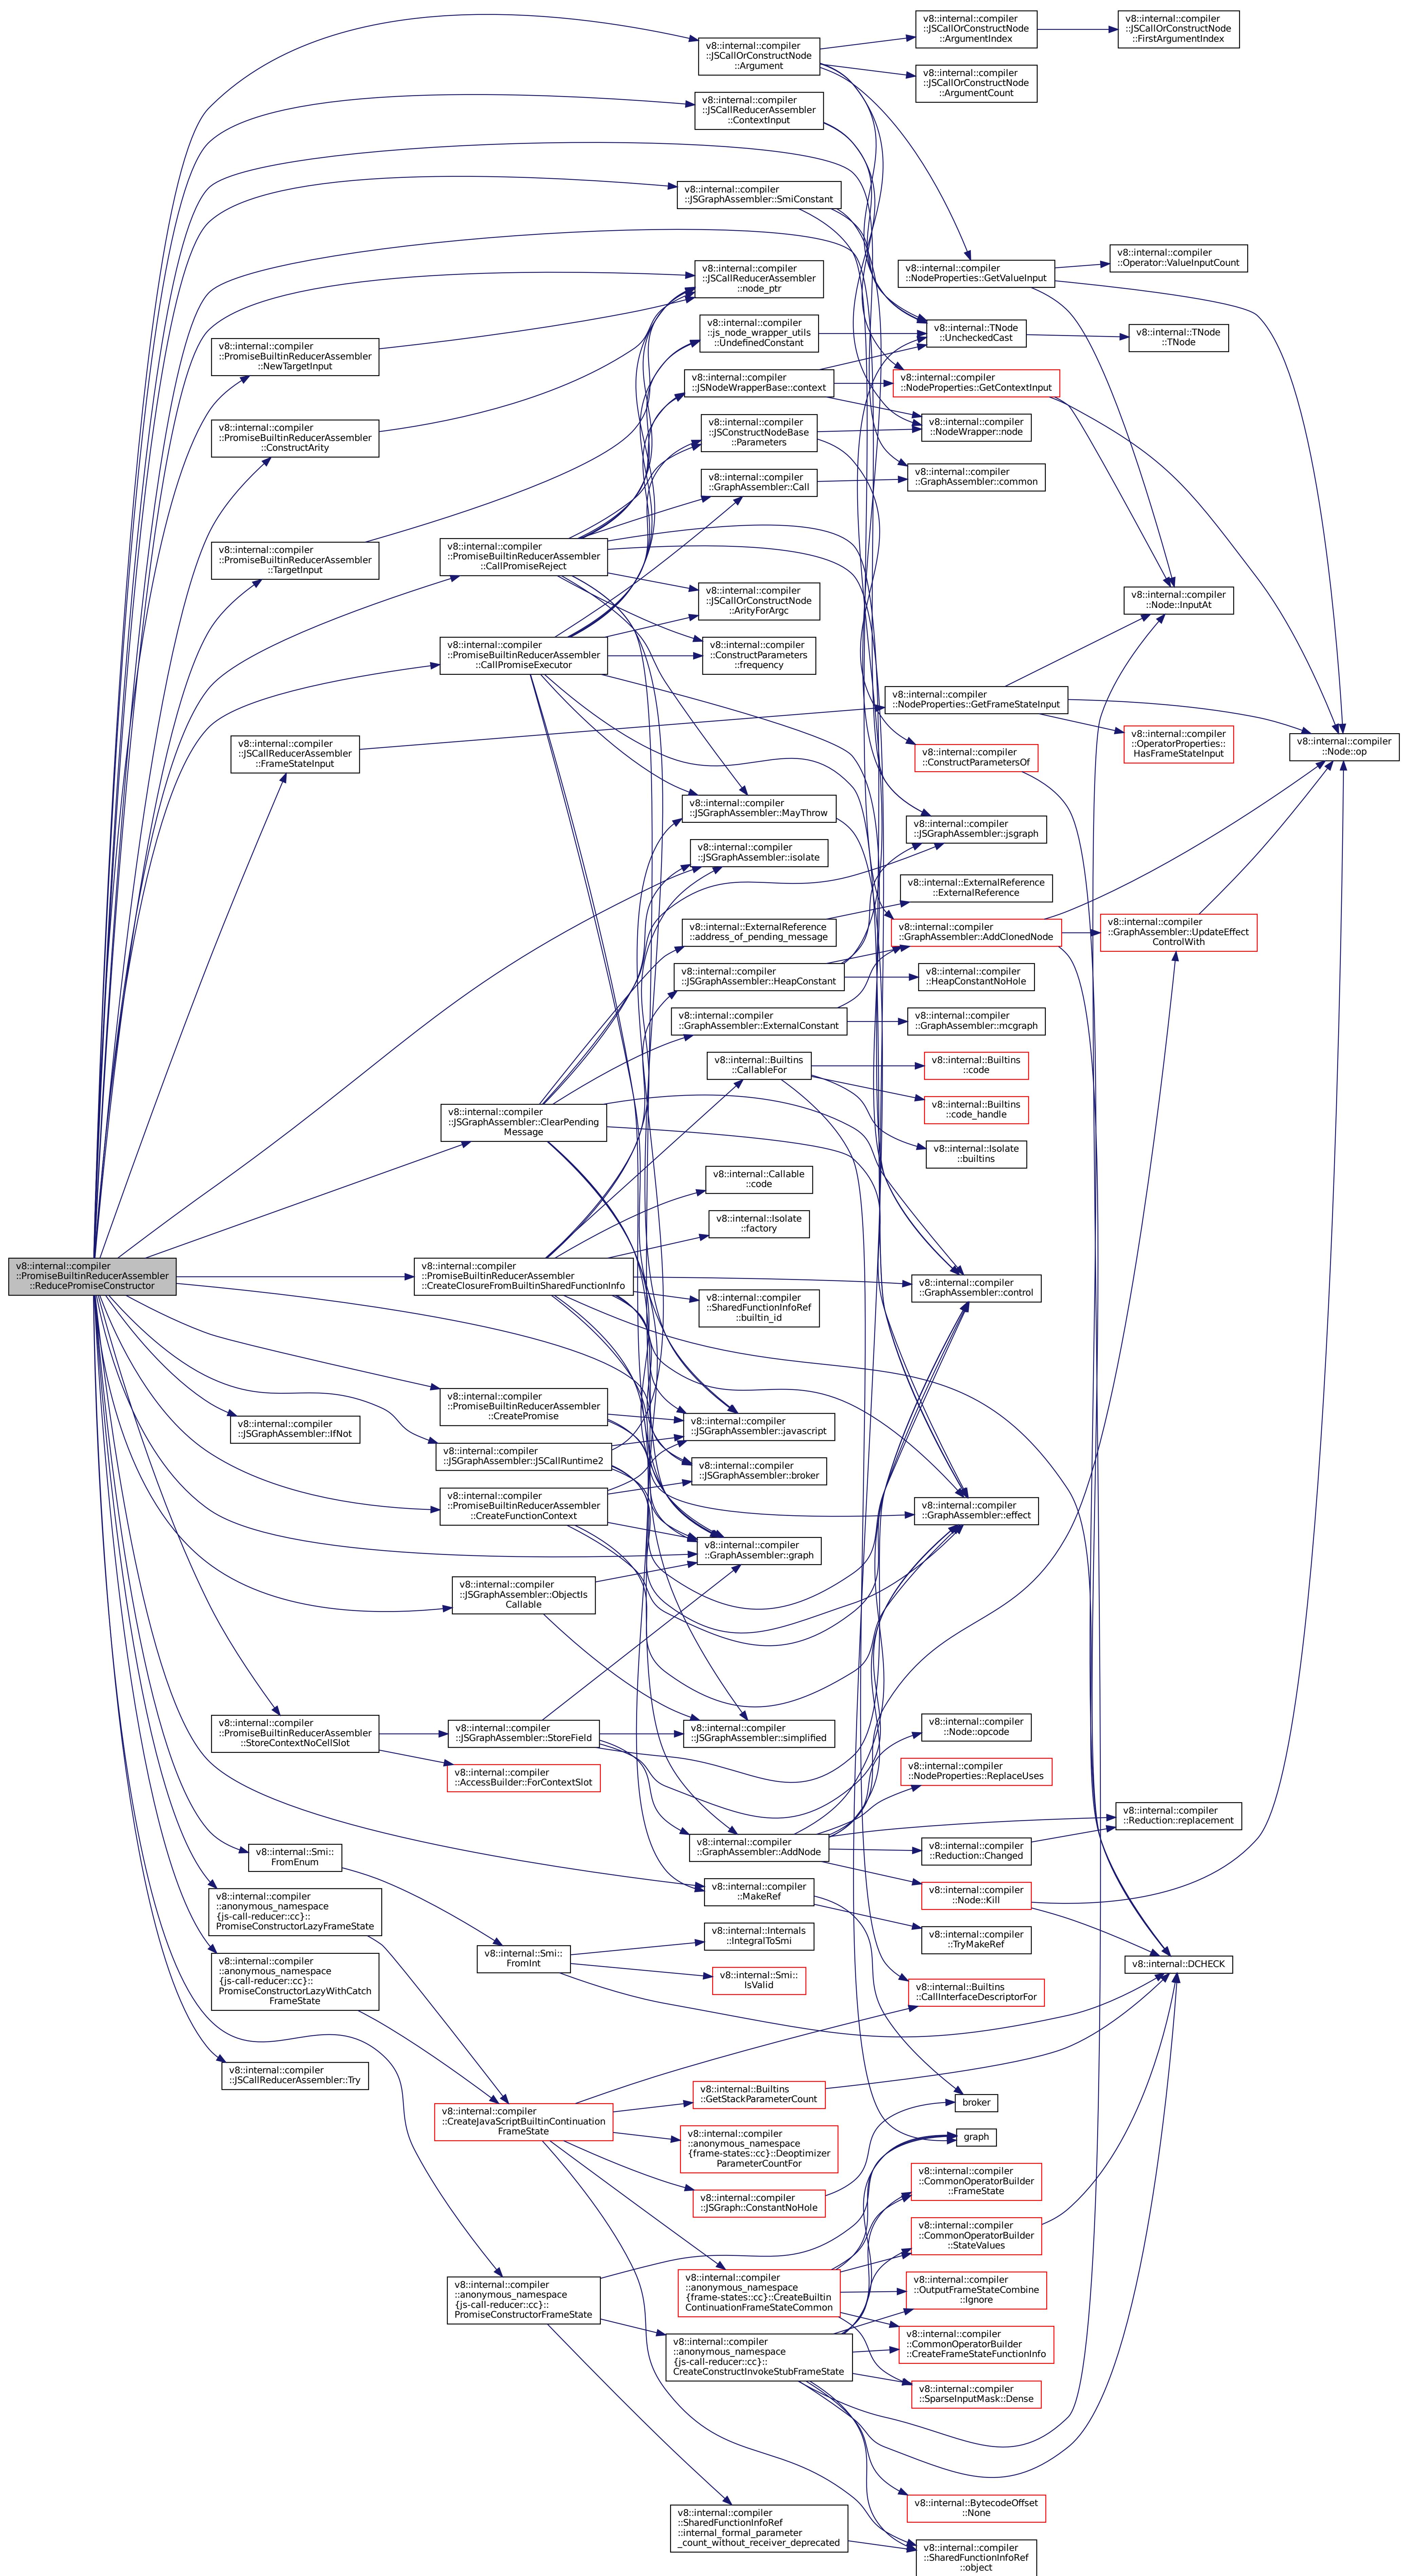 v8::internal::compiler
::JSCallOrConstructNode
::Argument
v8::internal::compiler
::JSCallOrConstructNode
::ArgumentIndex
v8::internal::compiler
::JSCallOrConstructNode
::FirstArgumentIndex
v8::internal::compiler
::JSCallOrConstructNode
::ArgumentCount
v8::internal::compiler
::JSCallReducerAssembler
::ContextInput
v8::internal::compiler
::JSGraphAssembler::SmiConstant
v8::internal::compiler
::JSCallReducerAssembler
::node_ptr
v8::internal::compiler
::NodeProperties::GetValueInput
v8::internal::compiler
::Operator::ValueInputCount
v8::internal::compiler
::PromiseBuiltinReducerAssembler
::NewTargetInput
v8::internal::compiler
::js_node_wrapper_utils
::UndefinedConstant
v8::internal::TNode
::UncheckedCast
v8::internal::TNode
::TNode
v8::internal::compiler
::JSNodeWrapperBase::context
v8::internal::compiler
::NodeProperties::GetContextInput
v8::internal::compiler
::PromiseBuiltinReducerAssembler
::ConstructArity
v8::internal::compiler
::JSConstructNodeBase
::Parameters
v8::internal::compiler
::NodeWrapper::node
v8::internal::compiler
::GraphAssembler::Call
v8::internal::compiler
::GraphAssembler::common
v8::internal::compiler
::PromiseBuiltinReducerAssembler
::TargetInput
v8::internal::compiler
::PromiseBuiltinReducerAssembler
::CallPromiseReject
v8::internal::compiler
::JSCallOrConstructNode
::ArityForArgc
v8::internal::compiler
::Node::InputAt
v8::internal::compiler
::PromiseBuiltinReducerAssembler
::CallPromiseExecutor
v8::internal::compiler
::ConstructParameters
::frequency
v8::internal::compiler
::NodeProperties::GetFrameStateInput
v8::internal::compiler
::JSCallReducerAssembler
::FrameStateInput
v8::internal::compiler
::ConstructParametersOf
v8::internal::compiler
::OperatorProperties::
HasFrameStateInput
v8::internal::compiler
::Node::op
v8::internal::compiler
::JSGraphAssembler::MayThrow
v8::internal::compiler
::JSGraphAssembler::jsgraph
v8::internal::compiler
::JSGraphAssembler::isolate
v8::internal::ExternalReference
::ExternalReference
v8::internal::ExternalReference
::address_of_pending_message
v8::internal::compiler
::GraphAssembler::AddClonedNode
v8::internal::compiler
::GraphAssembler::UpdateEffect
ControlWith
v8::internal::compiler
::JSGraphAssembler::HeapConstant
v8::internal::compiler
::HeapConstantNoHole
v8::internal::compiler
::GraphAssembler::ExternalConstant
v8::internal::compiler
::GraphAssembler::mcgraph
v8::internal::Builtins
::CallableFor
v8::internal::Builtins
::code
v8::internal::Builtins
::code_handle
v8::internal::compiler
::JSGraphAssembler::ClearPending
Message
v8::internal::Isolate
::builtins
v8::internal::Callable
::code
v8::internal::Isolate
::factory
v8::internal::compiler
::PromiseBuiltinReducerAssembler
::ReducePromiseConstructor
v8::internal::compiler
::PromiseBuiltinReducerAssembler
::CreateClosureFromBuiltinSharedFunctionInfo
v8::internal::compiler
::GraphAssembler::control
v8::internal::compiler
::SharedFunctionInfoRef
::builtin_id
v8::internal::compiler
::PromiseBuiltinReducerAssembler
::CreatePromise
v8::internal::compiler
::JSGraphAssembler::IfNot
v8::internal::compiler
::JSGraphAssembler::javascript
v8::internal::compiler
::JSGraphAssembler::JSCallRuntime2
v8::internal::compiler
::JSGraphAssembler::broker
v8::internal::compiler
::PromiseBuiltinReducerAssembler
::CreateFunctionContext
v8::internal::compiler
::GraphAssembler::effect
v8::internal::compiler
::GraphAssembler::graph
v8::internal::compiler
::JSGraphAssembler::ObjectIs
Callable
v8::internal::compiler
::PromiseBuiltinReducerAssembler
::StoreContextNoCellSlot
v8::internal::compiler
::JSGraphAssembler::StoreField
v8::internal::compiler
::JSGraphAssembler::simplified
v8::internal::compiler
::Node::opcode
v8::internal::compiler
::AccessBuilder::ForContextSlot
v8::internal::compiler
::NodeProperties::ReplaceUses
v8::internal::compiler
::Reduction::replacement
v8::internal::Smi::
FromEnum
v8::internal::compiler
::GraphAssembler::AddNode
v8::internal::compiler
::Reduction::Changed
v8::internal::compiler
::MakeRef
v8::internal::compiler
::Node::Kill
v8::internal::compiler
::anonymous_namespace
{js-call-reducer::cc}::
PromiseConstructorLazyFrameState
v8::internal::Internals
::IntegralToSmi
v8::internal::compiler
::TryMakeRef
v8::internal::Smi::
FromInt
v8::internal::DCHECK
v8::internal::compiler
::anonymous_namespace
{js-call-reducer::cc}::
PromiseConstructorLazyWithCatch
FrameState
v8::internal::Smi::
IsValid
v8::internal::Builtins
::CallInterfaceDescriptorFor
v8::internal::compiler
::JSCallReducerAssembler::Try
v8::internal::compiler
::CreateJavaScriptBuiltinContinuation
FrameState
v8::internal::Builtins
::GetStackParameterCount
broker
v8::internal::compiler
::anonymous_namespace
{frame-states::cc}::Deoptimizer
ParameterCountFor
graph
v8::internal::compiler
::JSGraph::ConstantNoHole
v8::internal::compiler
::CommonOperatorBuilder
::FrameState
v8::internal::compiler
::CommonOperatorBuilder
::StateValues
v8::internal::compiler
::anonymous_namespace
{js-call-reducer::cc}::
PromiseConstructorFrameState
v8::internal::compiler
::anonymous_namespace
{frame-states::cc}::CreateBuiltin
ContinuationFrameStateCommon
v8::internal::compiler
::OutputFrameStateCombine
::Ignore
v8::internal::compiler
::anonymous_namespace
{js-call-reducer::cc}::
CreateConstructInvokeStubFrameState
v8::internal::compiler
::CommonOperatorBuilder
::CreateFrameStateFunctionInfo
v8::internal::compiler
::SparseInputMask::Dense
v8::internal::BytecodeOffset
::None
v8::internal::compiler
::SharedFunctionInfoRef
::internal_formal_parameter
_count_without_receiver_deprecated
v8::internal::compiler
::SharedFunctionInfoRef
::object